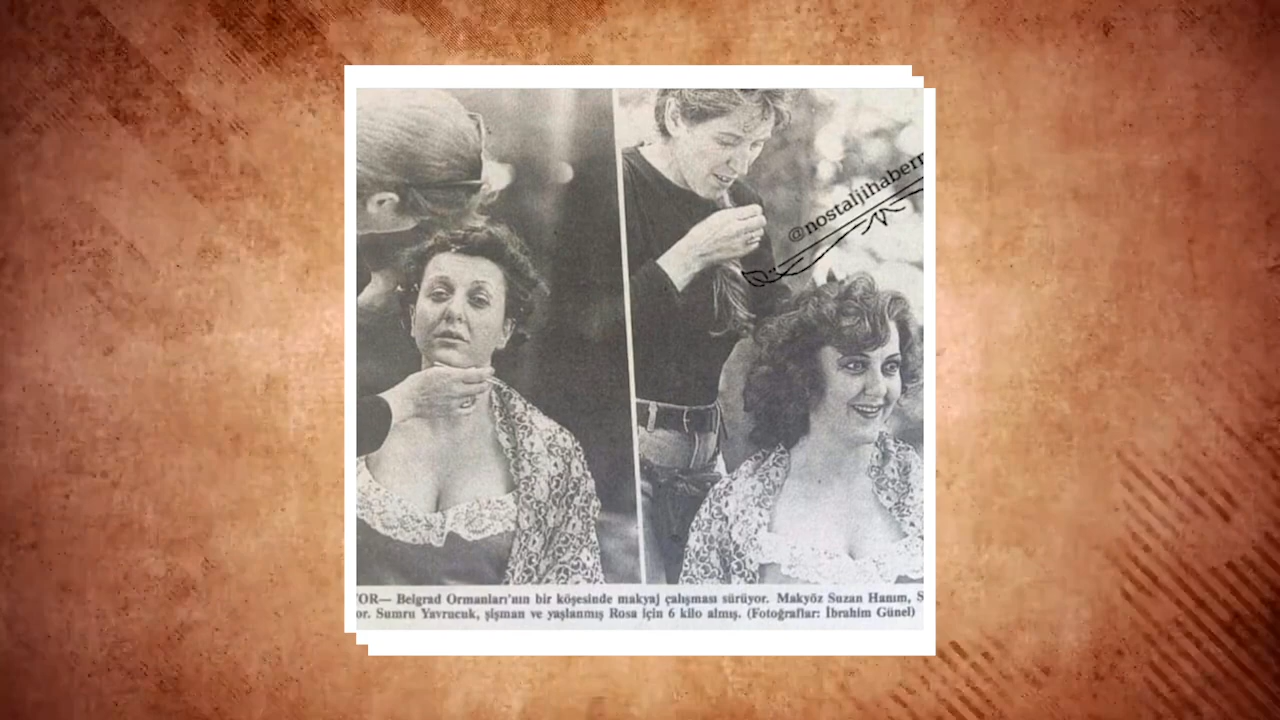 @nostaljihaber
OR— Belgrad Ormanları'nın bir köşesinde makyaj çalışması sürüyor. Makyöz Suzan Hanım, S
or. Sumru Yavrucuk, şişman ve yaşlanmış Rosa için 6 kilo almış. (Fotoğraflar: İbrahim Günel)